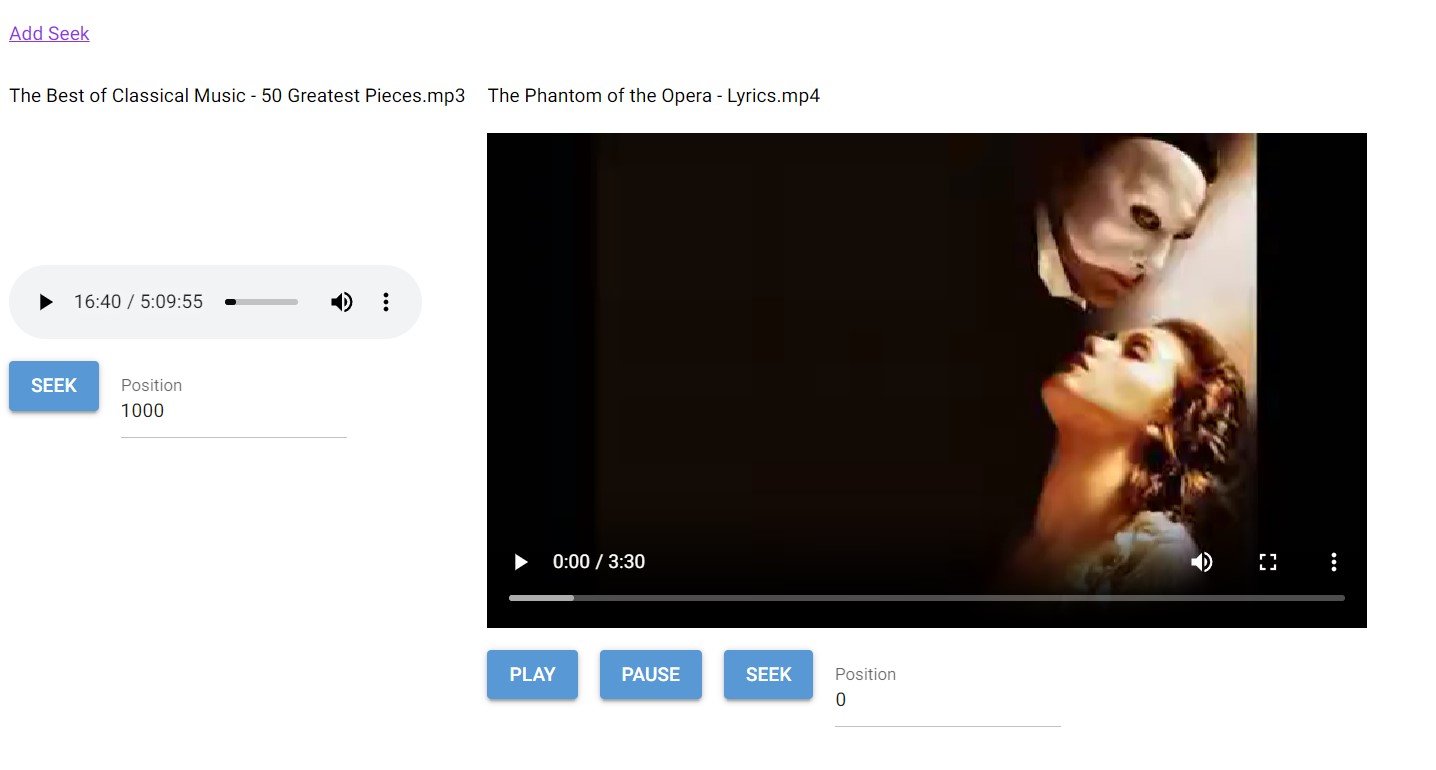 Add Seek
The Best of Classical Music - 50 Greatest Pieces.mp3
The Phantom of the Opera - Lyrics.mp4
16:40 / 5:09:55
SEEK
Position
1000
0:00 / 3:30
PLAY
PAUSE
SEEK
Position
0